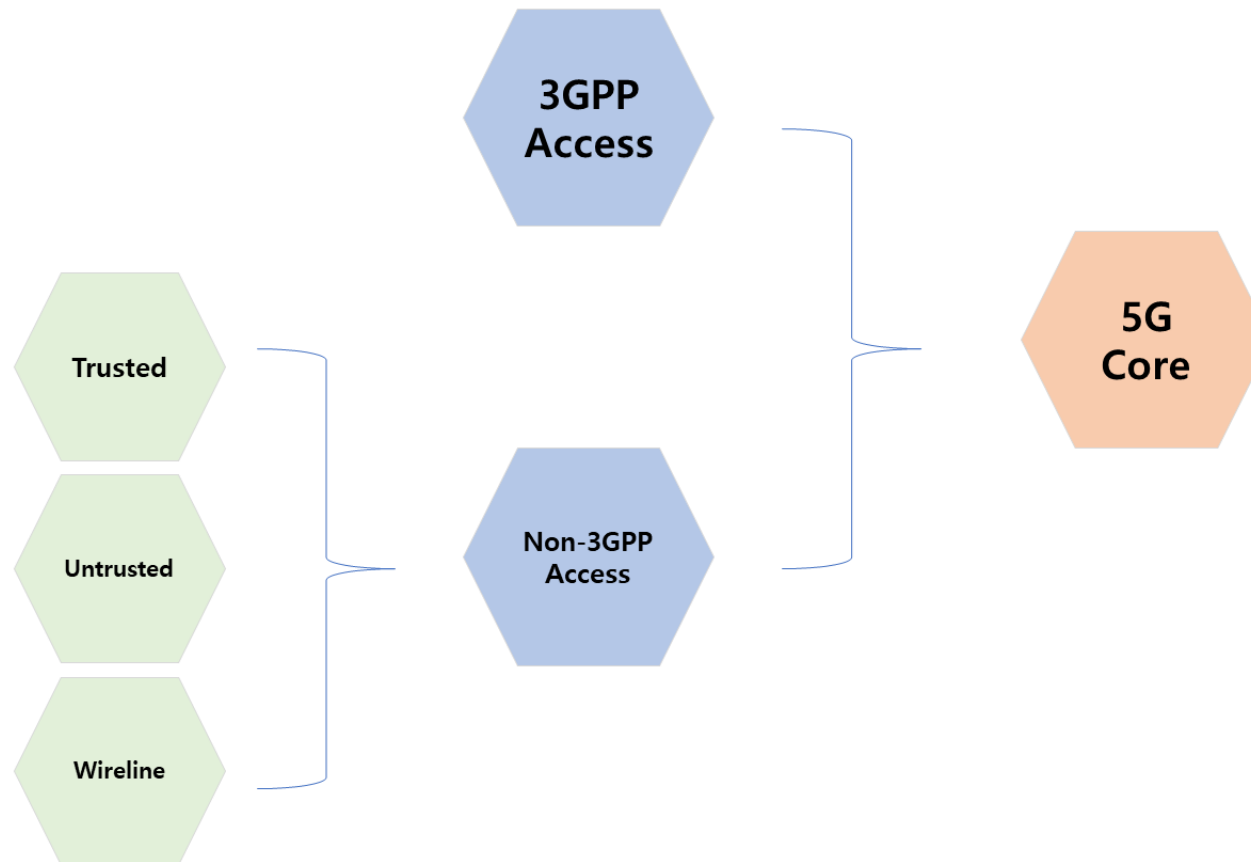 3GPP
Access
Trusted
5G
Core
Non-3GPP
Access
Untrusted
Wireline